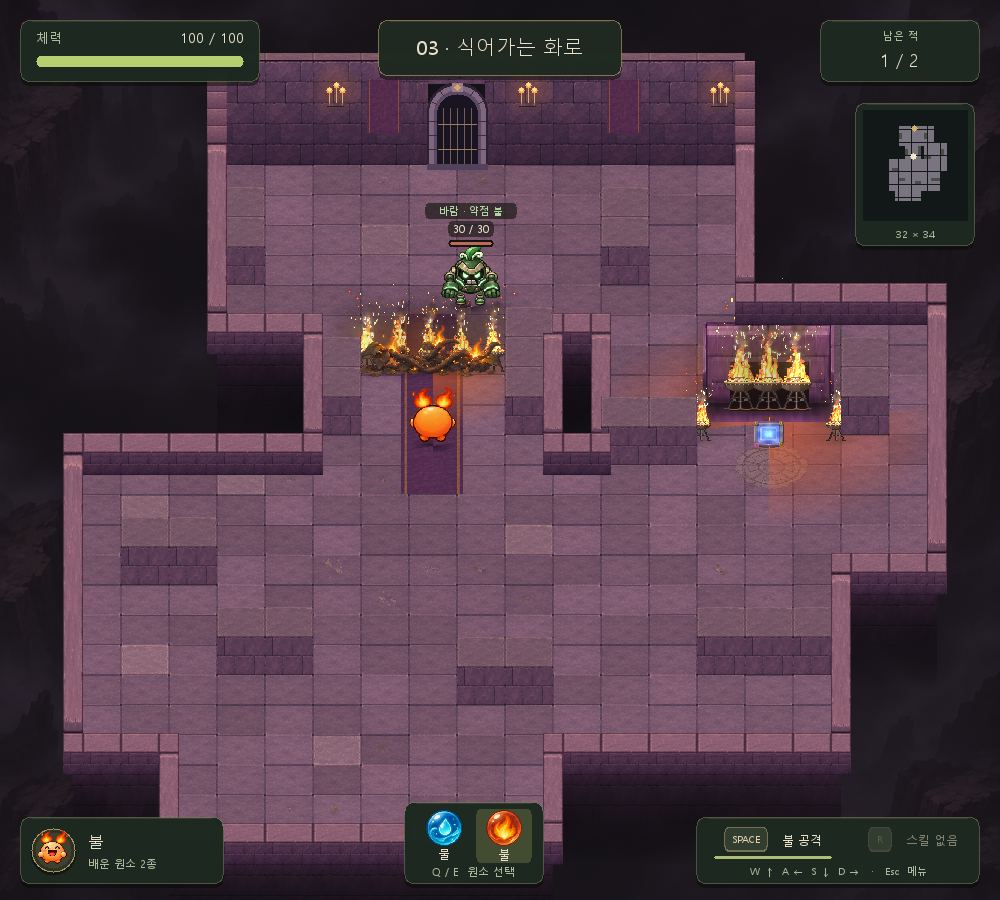 체력 100 / 100
03 · 식어가는 화로
남은 적
1 / 2
32 × 34
바람 · 약점 불
30 / 30
불
배운 원소 2종
물 불
Q / E 원소 선택
SPACE 불 공격 R 스킬 없음
W ↑ A ← S ↓ D → · Esc 메뉴